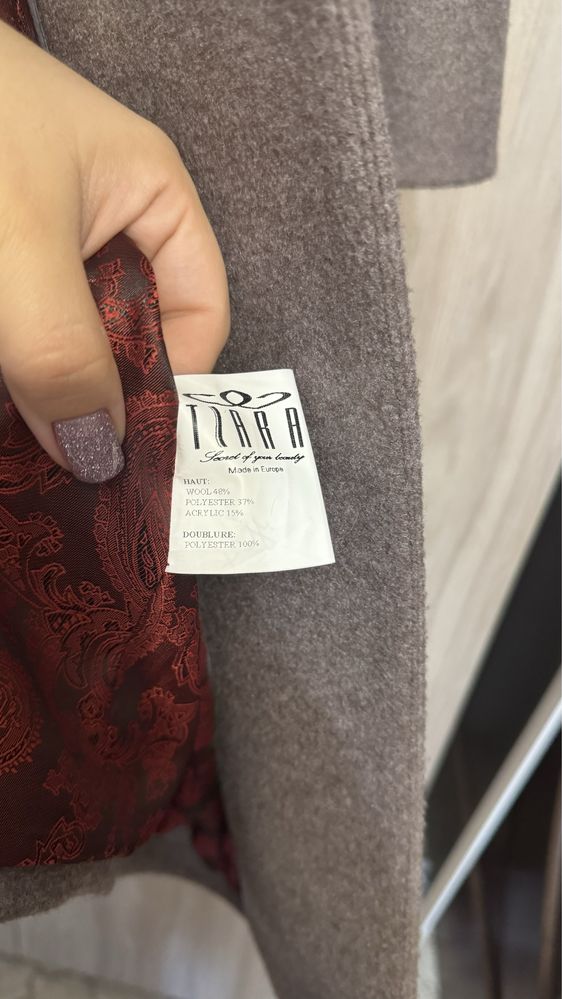 TIARA
Secret of your beauty
Made in Europe
HAUT:
WOOL 48%
POLYESTER 37%
ACRYLIC 15%
DOUBLURE:
POLYESTER 100%